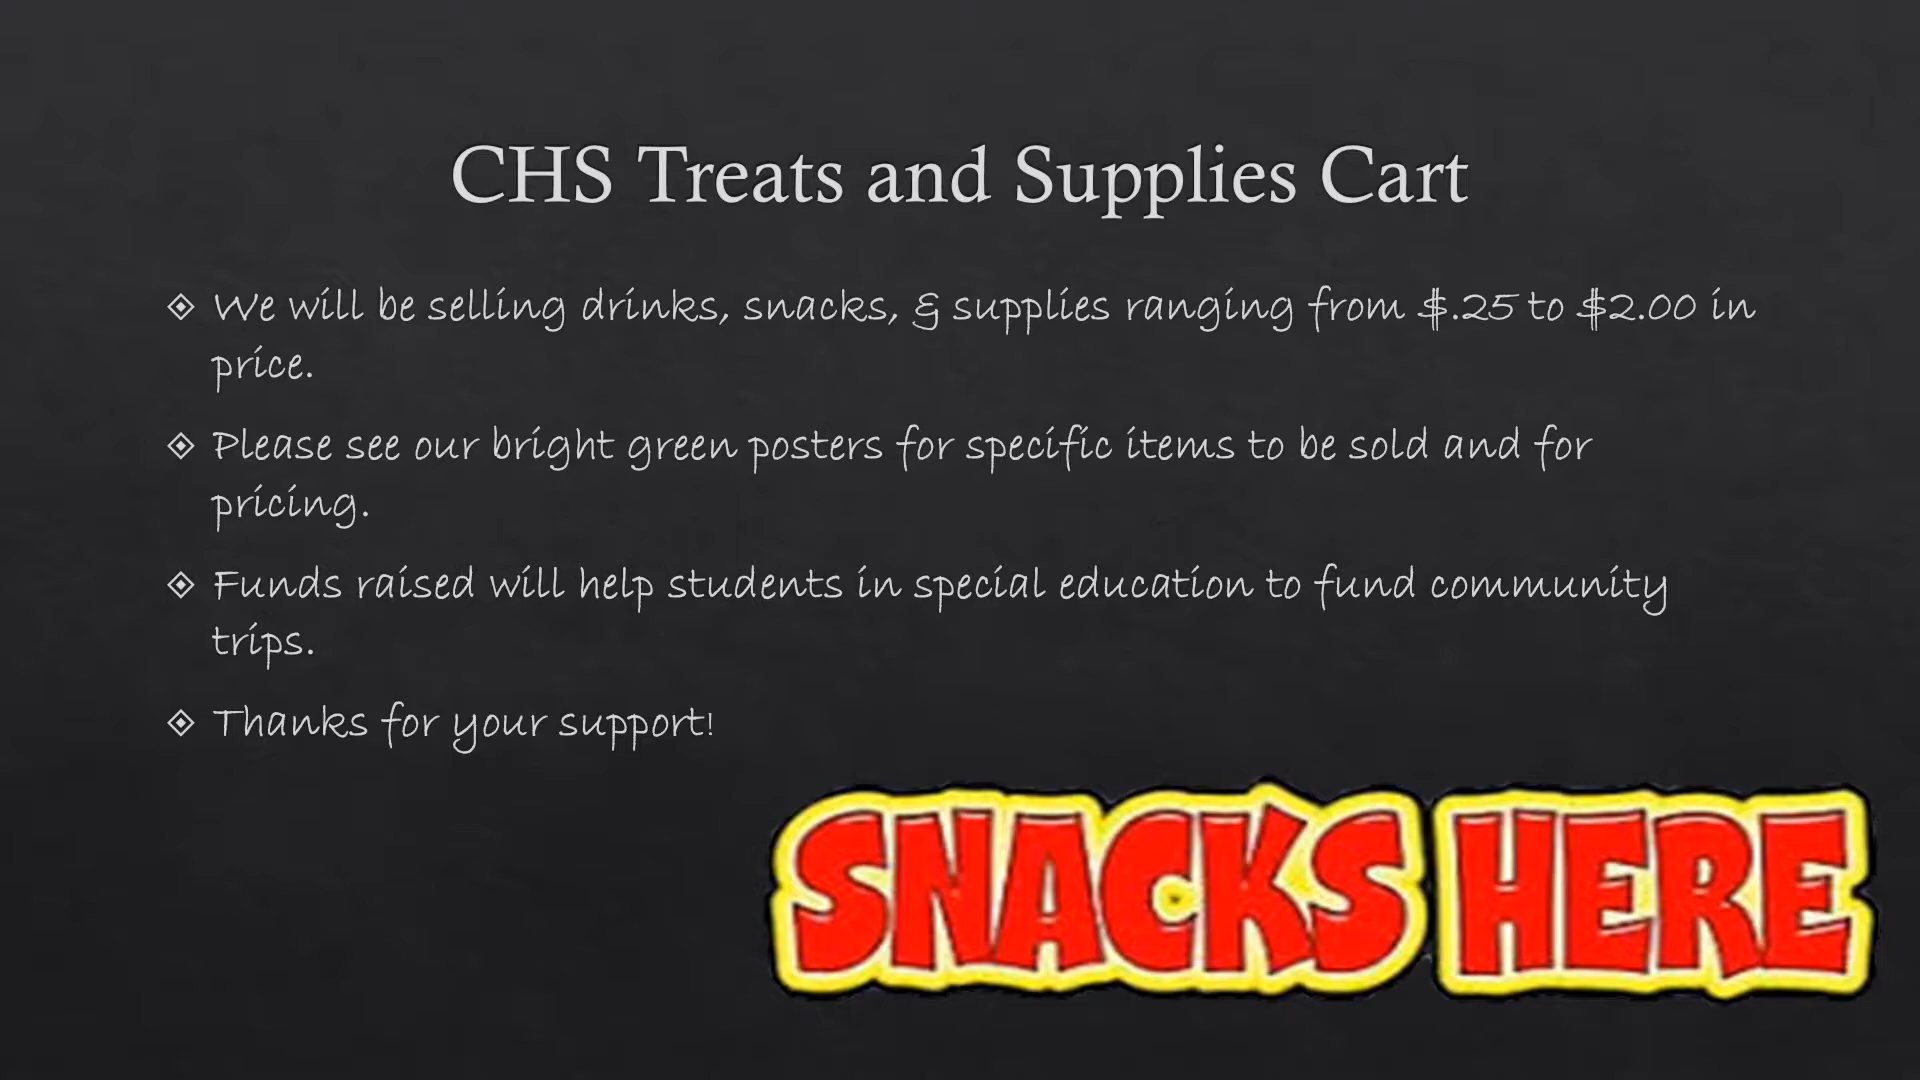 CHS Treats and Supplies Cart
We will be selling drinks, snacks, & supplies ranging from $.25 to $2.00 in
price.
Please see our bright green posters for specific items to be sold and for
pricing.
Funds raised will help students in special education to fund community
trips.
Thanks for your support!
SNACKS HERE